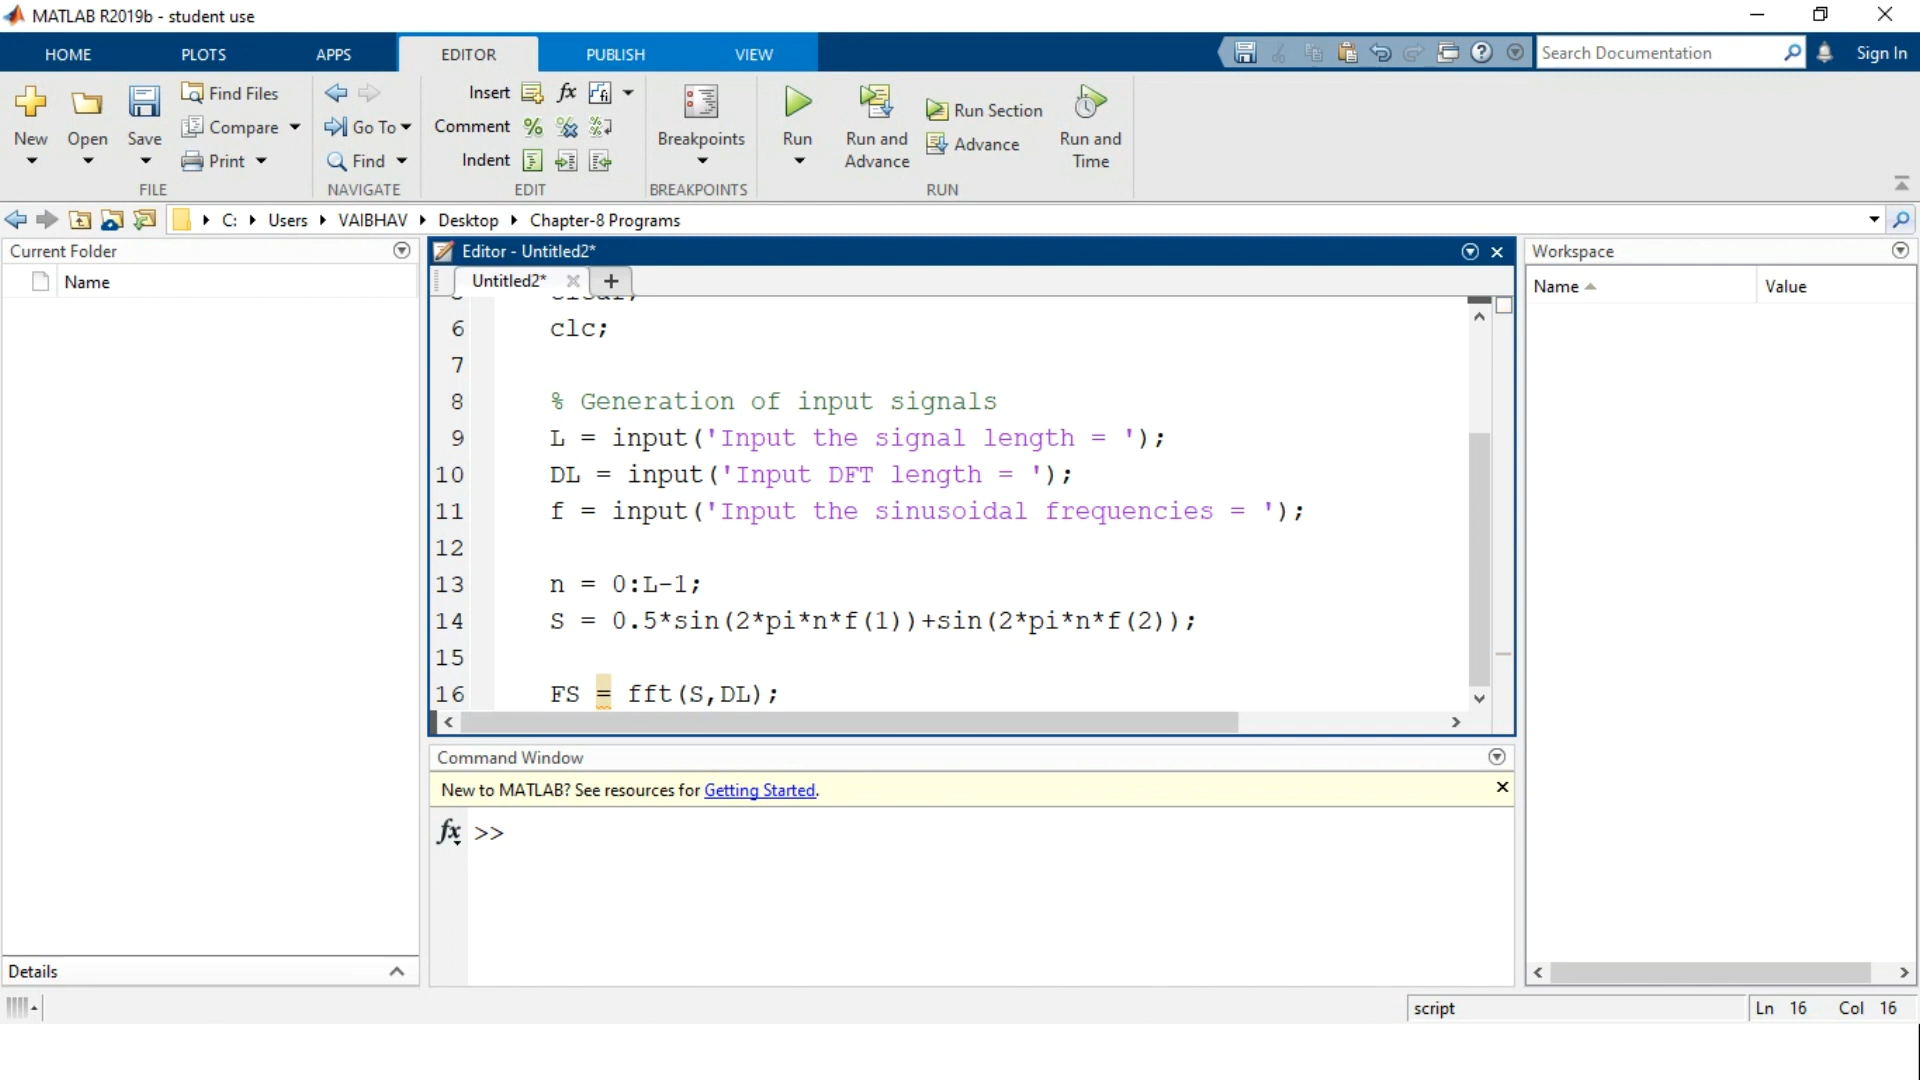 MATLAB R2019b - student use
HOME PLOTS APPS EDITOR PUBLISH VIEW Search Documentation Sign In
New Open Save Find Files Compare Print FILE
Go To Find NAVIGATE
Insert fx Comment Indent EDIT
Breakpoints BREAKPOINTS
Run Run and Advance Run Section Advance Run and Time RUN
C: Users VAIBHAV Desktop Chapter-8 Programs
Current Folder
Name
Editor - Untitled2*
Untitled2* +
6 clc;
7
8 % Generation of input signals
9 L = input('Input the signal length = ');
10 DL = input('Input DFT length = ');
11 f = input('Input the sinusoidal frequencies = ');
12
13 n = 0:L-1;
14 S = 0.5*sin(2*pi*n*f(1))+sin(2*pi*n*f(2));
15
16 FS = fft(S,DL);
Command Window
New to MATLAB? See resources for Getting Started.
fx >>
Workspace
Name Value
Details
script Ln 16 Col 16